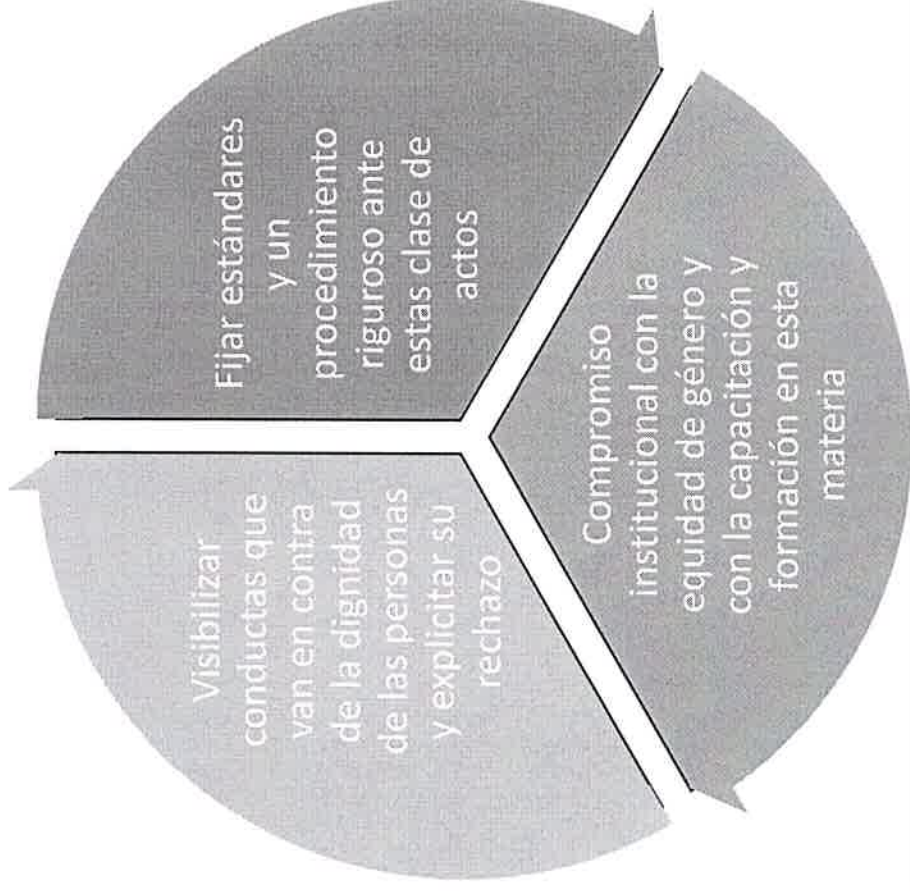 Fijar estándares
y un
procedimiento
riguroso ante
estas clase de
actos
Compromiso
institucional con la
equidad de género y
con la capacitación y
formación en esta
materia
Visibilizar
conductas que
van en contra
de la dignidad
de las personas
y explicitar su
rechazo